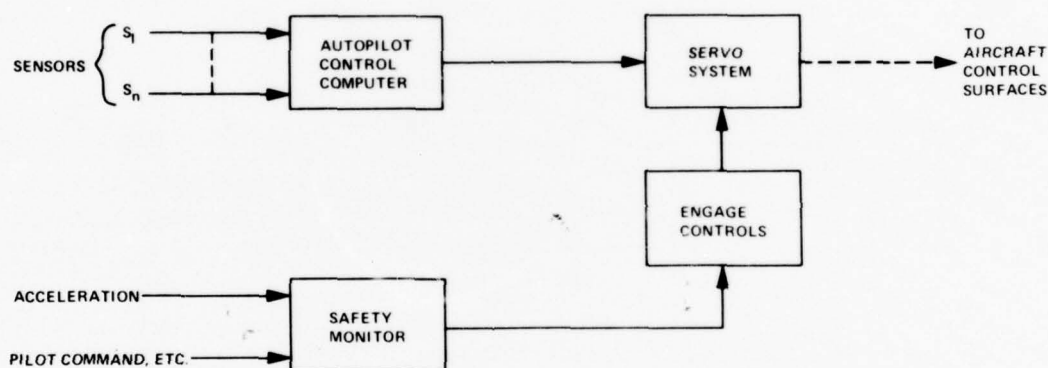 SENSORS
S1
Sn
AUTOPILOT
CONTROL
COMPUTER
SERVO
SYSTEM
TO
AIRCRAFT
CONTROL
SURFACES
ENGAGE
CONTROLS
ACCELERATION
PILOT COMMAND, ETC.
SAFETY
MONITOR